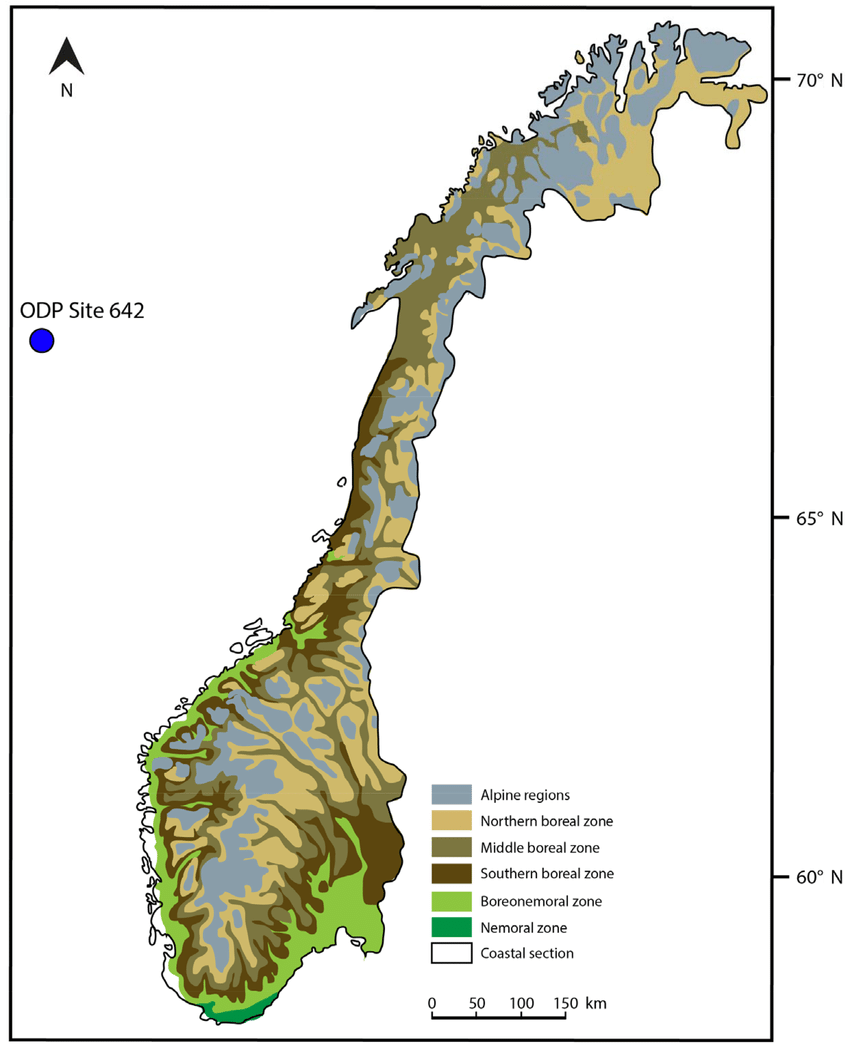 N
70° N
ODP Site 642
65° N
Alpine regions
Northern boreal zone
Middle boreal zone
Southern boreal zone
60° N
Boreonemoral zone
Nemoral zone
Coastal section
0 50 100 150 km